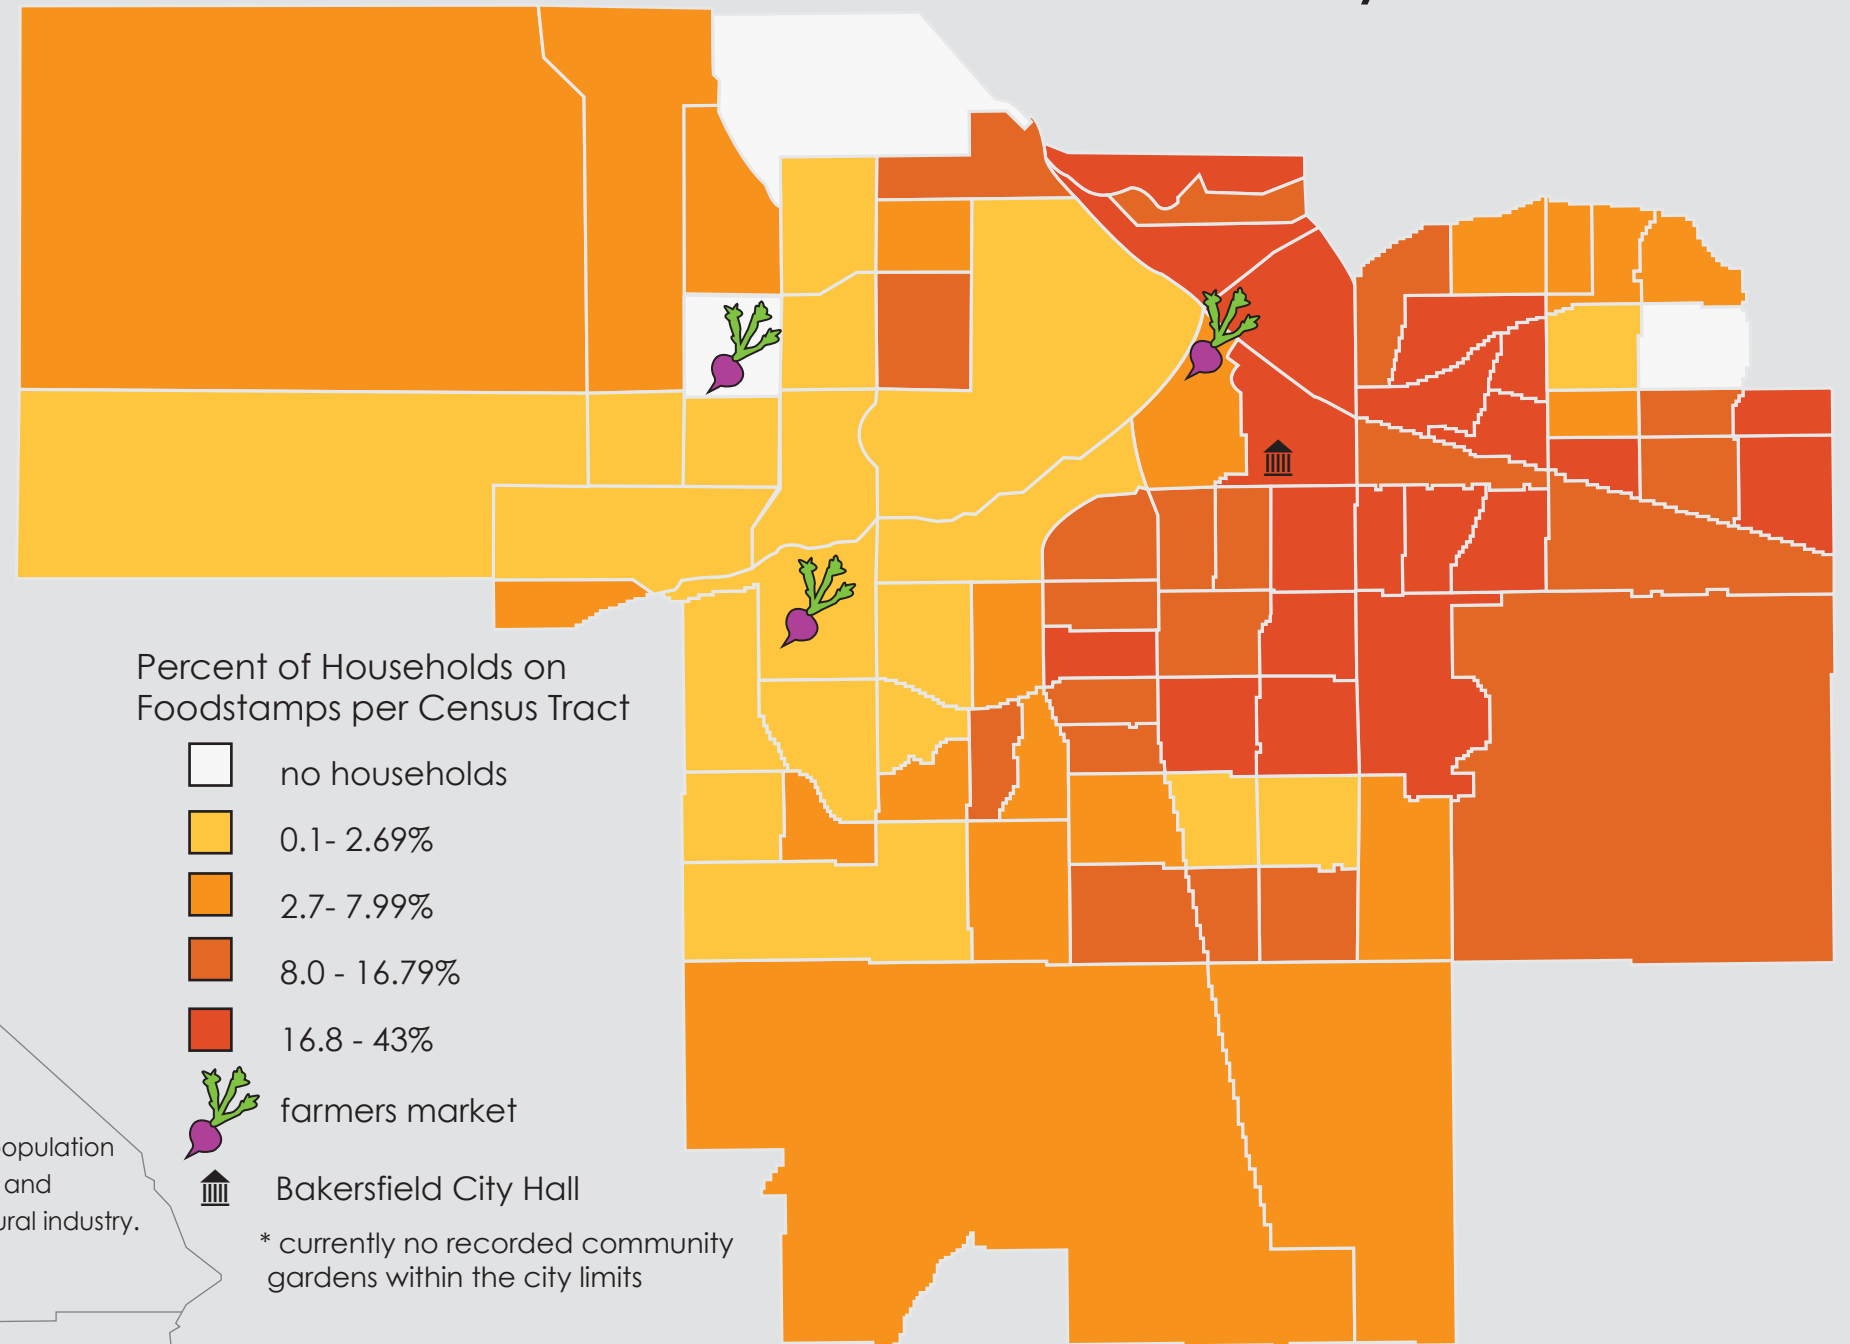 Percent of Households on
Foodstamps per Census Tract
no households
0.1- 2.69%
2.7- 7.99%
8.0 - 16.79%
16.8 - 43%
farmers market
Bakersfield City Hall
* currently no recorded community
gardens within the city limits
opulation
and
ural industry.